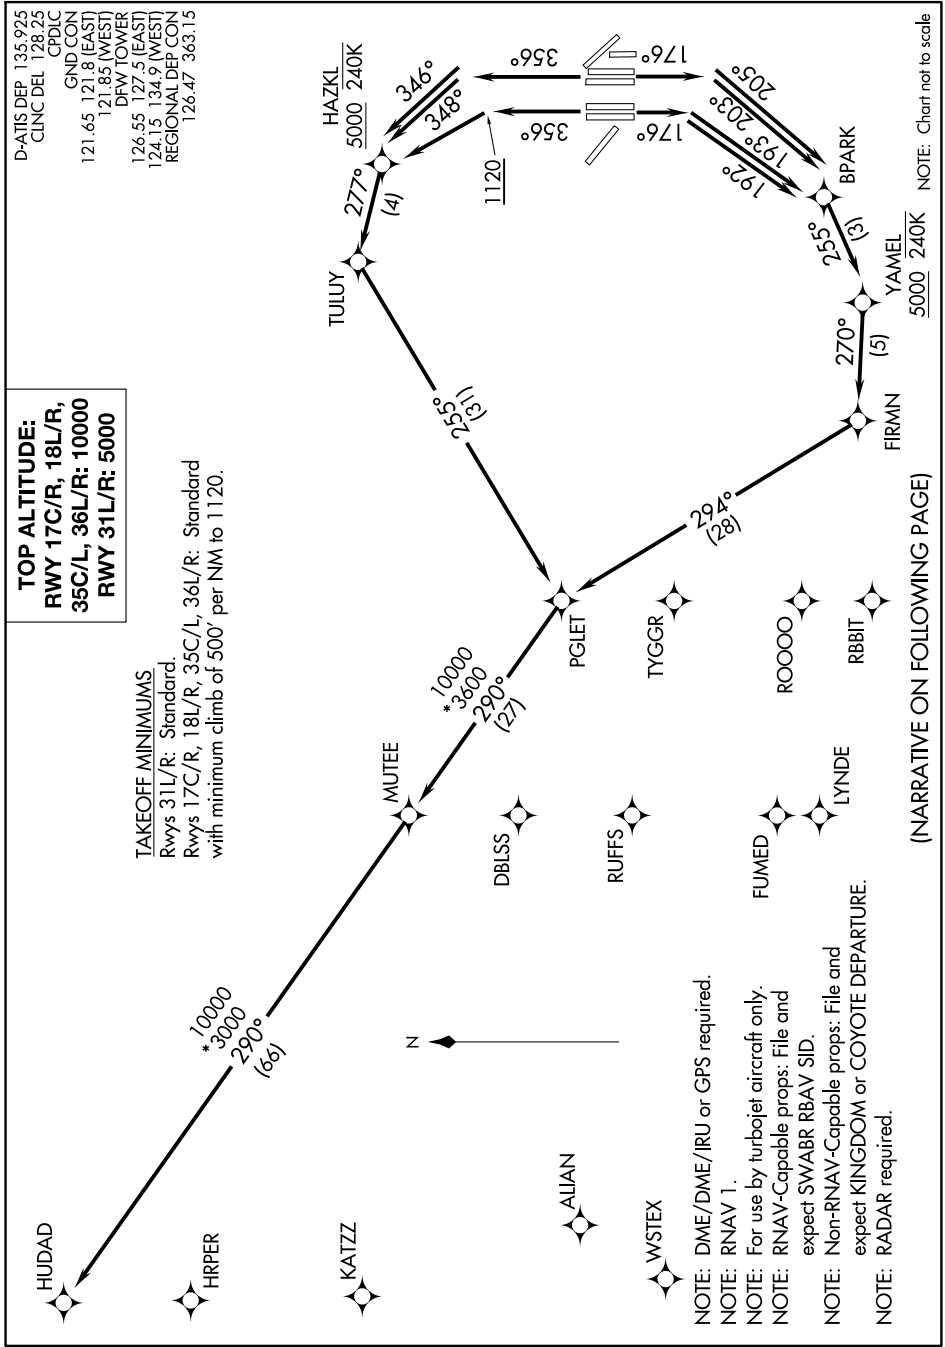 D-ATIS DEP 135.925
CLNC DEL 128.25
CPDLC
GND CON
121.65 121.8 (EAST)
121.85 (WEST)
DFW TOWER
126.55 127.5 (EAST)
124.15 134.9 (WEST)
REGIONAL DEP CON
126.47 363.15
TOP ALTITUDE:
RWY 17C/R, 18L/R,
35C/L, 36L/R: 10000
RWY 31L/R: 5000
TAKEOFF MINIMUMS
Rwys 31L/R: Standard.
Rwys 17C/R, 18L/R, 35C/L, 36L/R: Standard
with minimum climb of 500' per NM to 1120.
HUDAD
HRPER
KATZZ
ALIAN
WSTEX
10000
*3000
290°
(66)
N
MUTEE
DBLSS
RUFFS
FUMED
LYNDE
10000
*3600
290°
(27)
PGLET
TYGGR
ROOOO
RBBIT
255°
(31)
294°
(28)
TULUY
277°
(4)
HAZKL
5000 240K
346°
348°
1120
356°
356°
176°
176°
205°
203°
193°
192°
BPARK
255°
(3)
YAMEL
5000 240K
270°
(5)
FIRMN
NOTE: DME/DME/IRU or GPS required.
NOTE: RNAV 1.
NOTE: For use by turbojet aircraft only.
NOTE: RNAV-Capable props: File and
expect SWABR RBAV SID.
NOTE: Non-RNAV-Capable props: File and
expect KINGDOM or COYOTE DEPARTURE.
NOTE: RADAR required.
(NARRATIVE ON FOLLOWING PAGE)
NOTE: Chart not to scale